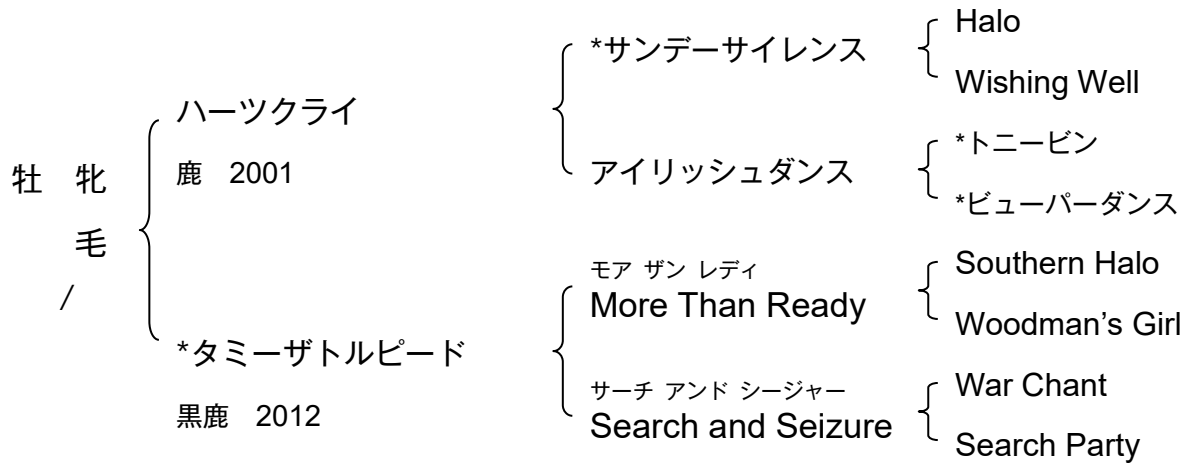 牡　牝
毛
/
ハーツクライ
鹿　2001
*タミーザトルピード
黒鹿　2012
*サンデーサイレンス
アイリッシュダンス
モア ザン レディ
More Than Ready
サーチ アンド シージャー
Search and Seizure
Halo
Wishing Well
*トニービン
*ビューパーダンス
Southern Halo
Woodman’s Girl
War Chant
Search Party